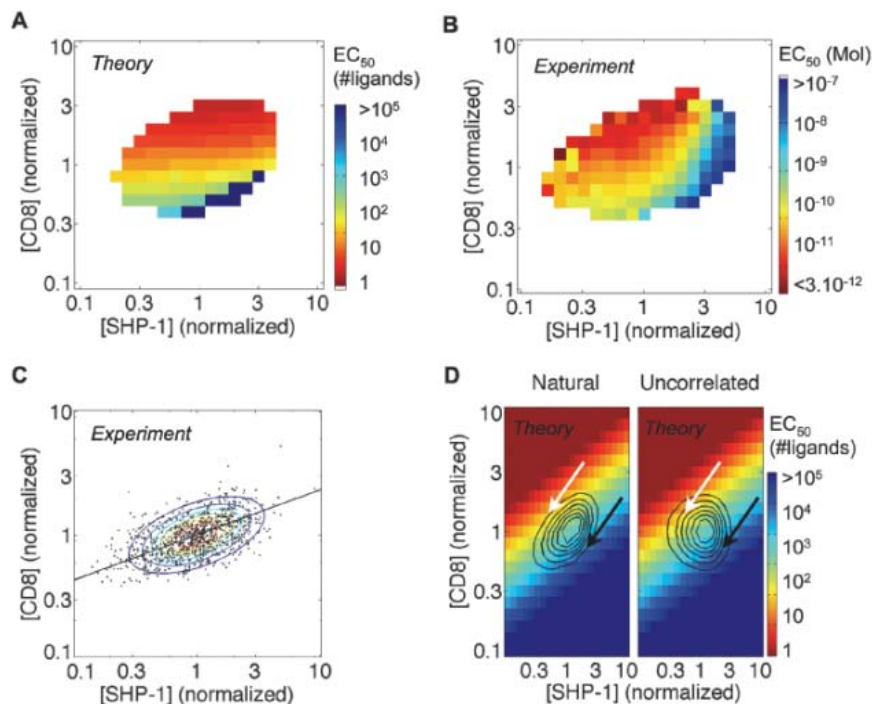 A
Theory
EC50
(#ligands)
10
3
1
0.3
0.1
>10^5
10^4
10^3
10^2
10
1
0.1 0.3 1 3 10
[CD8] (normalized)
[SHP-1] (normalized)
B
Experiment
EC50 (Mol)
10
3
1
0.3
0.1
>10^-7
10^-8
10^-9
10^-10
10^-11
<3.10^-12
0.1 0.3 1 3 10
[CD8] (normalized)
[SHP-1] (normalized)
C
Experiment
10
3
1
0.3
0.1
0.1 0.3 1 3 10
[CD8] (normalized)
[SHP-1] (normalized)
D
Natural Uncorrelated
Theory Theory
EC50
(#ligands)
10
3
1
0.3
0.1
>10^5
10^4
10^3
10^2
10
1
0.3 1 3 10 0.3 1 3 10
[CD8] (normalized)
[SHP-1] (normalized)